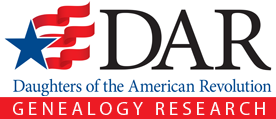 DAR
Daughters of the American Revolution
GENEALOGY RESEARCH